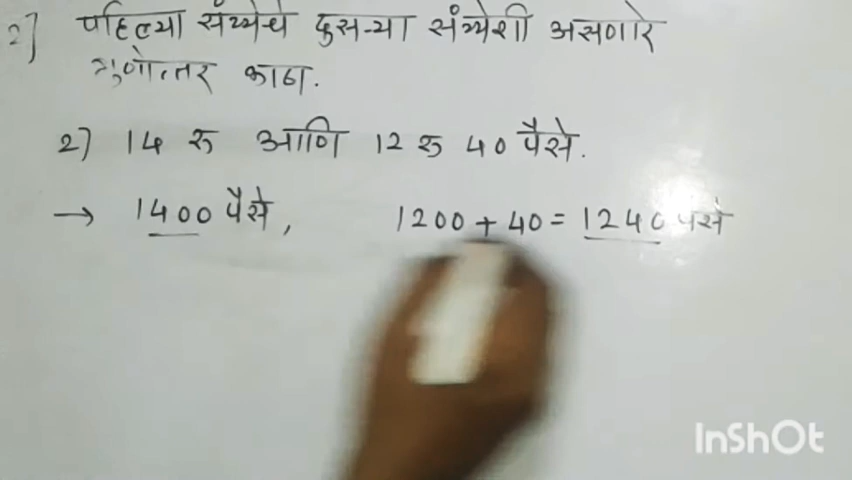 2] पहिल्या संख्येचे दुसऱ्या संख्येशी असणारे
गुणोत्तर काढा.
2) 14 रु आणि 12 रु 40 पैसे.
→ 1400 पैसे, 1200 + 40 = 1240 पैसे
InShOt